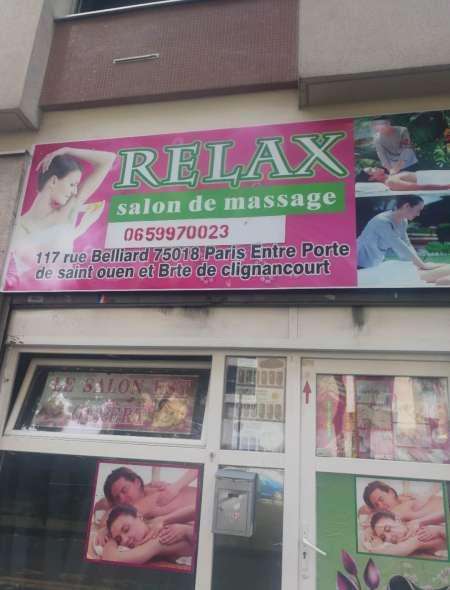 RELAX
salon de massage
0659970023
117 rue Belliard 75018 Paris Entre Porte
de saint ouen et Brte de clignancourt
LE SALON EST
OUVERT